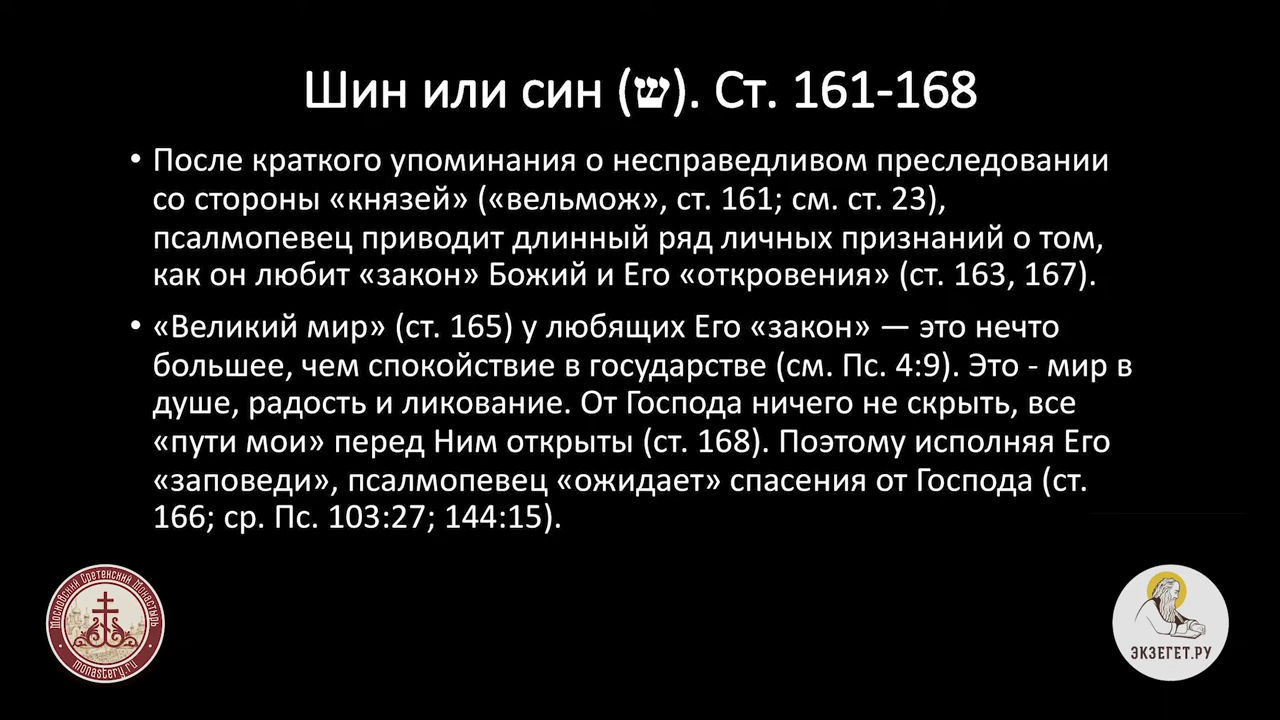 Шин или син (ש). Ст. 161-168
• После краткого упоминания о несправедливом преследовании
со стороны «князей» («вельмож», ст. 161; см. ст. 23),
псалмопевец приводит длинный ряд личных признаний о том,
как он любит «закон» Божий и Его «откровения» (ст. 163, 167).
• «Великий мир» (ст. 165) у любящих Его «закон» — это нечто
большее, чем спокойствие в государстве (см. Пс. 4:9). Это - мир в
душе, радость и ликование. От Господа ничего не скрыть, все
«пути мои» перед Ним открыты (ст. 168). Поэтому исполняя Его
«заповеди», псалмопевец «ожидает» спасения от Господа (ст.
166; ср. Пс. 103:27; 144:15).
Московский Сретенский Монастырь
monastery.ru
ЭКЗЕГЕТ.РУ